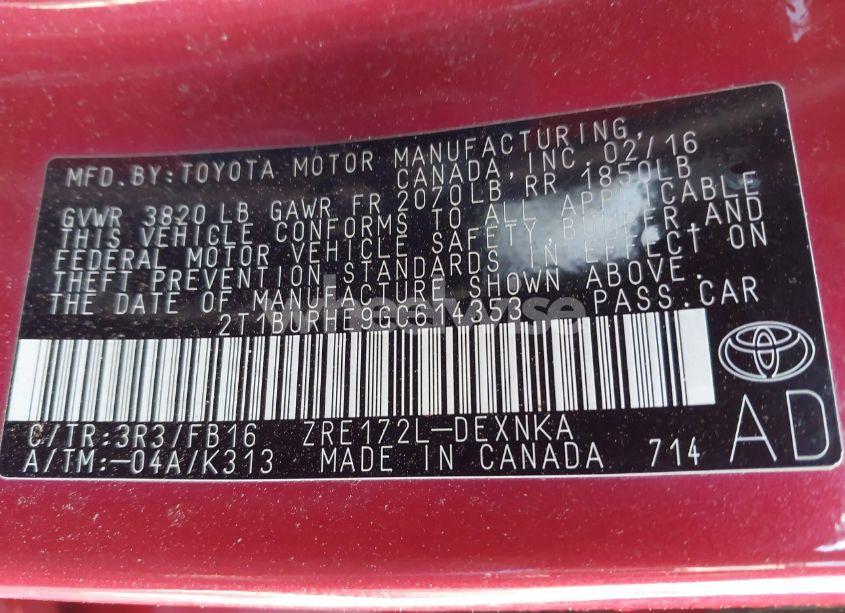 MFD.BY:TOYOTA MOTOR MANUFACTURING,
CANADA,INC.02/16
GVWR 3820 LB GAWR FR 2070LB RR 1850LB
THIS VEHICLE CONFORMS TO ALL APPLICABLE
FEDERAL MOTOR VEHICLE SAFETY,BUMPER,AND
THEFT PREVENTION STANDARDS IN EFFECT ON
THE DATE OF MANUFACTURE SHOWN ABOVE.
2T1BURHE9GC614353 PASS.CAR
C/TR:3R3/FB16 ZRE172L-DEXNKA
A/TM:-04A/K313 MADE IN CANADA 714
AD